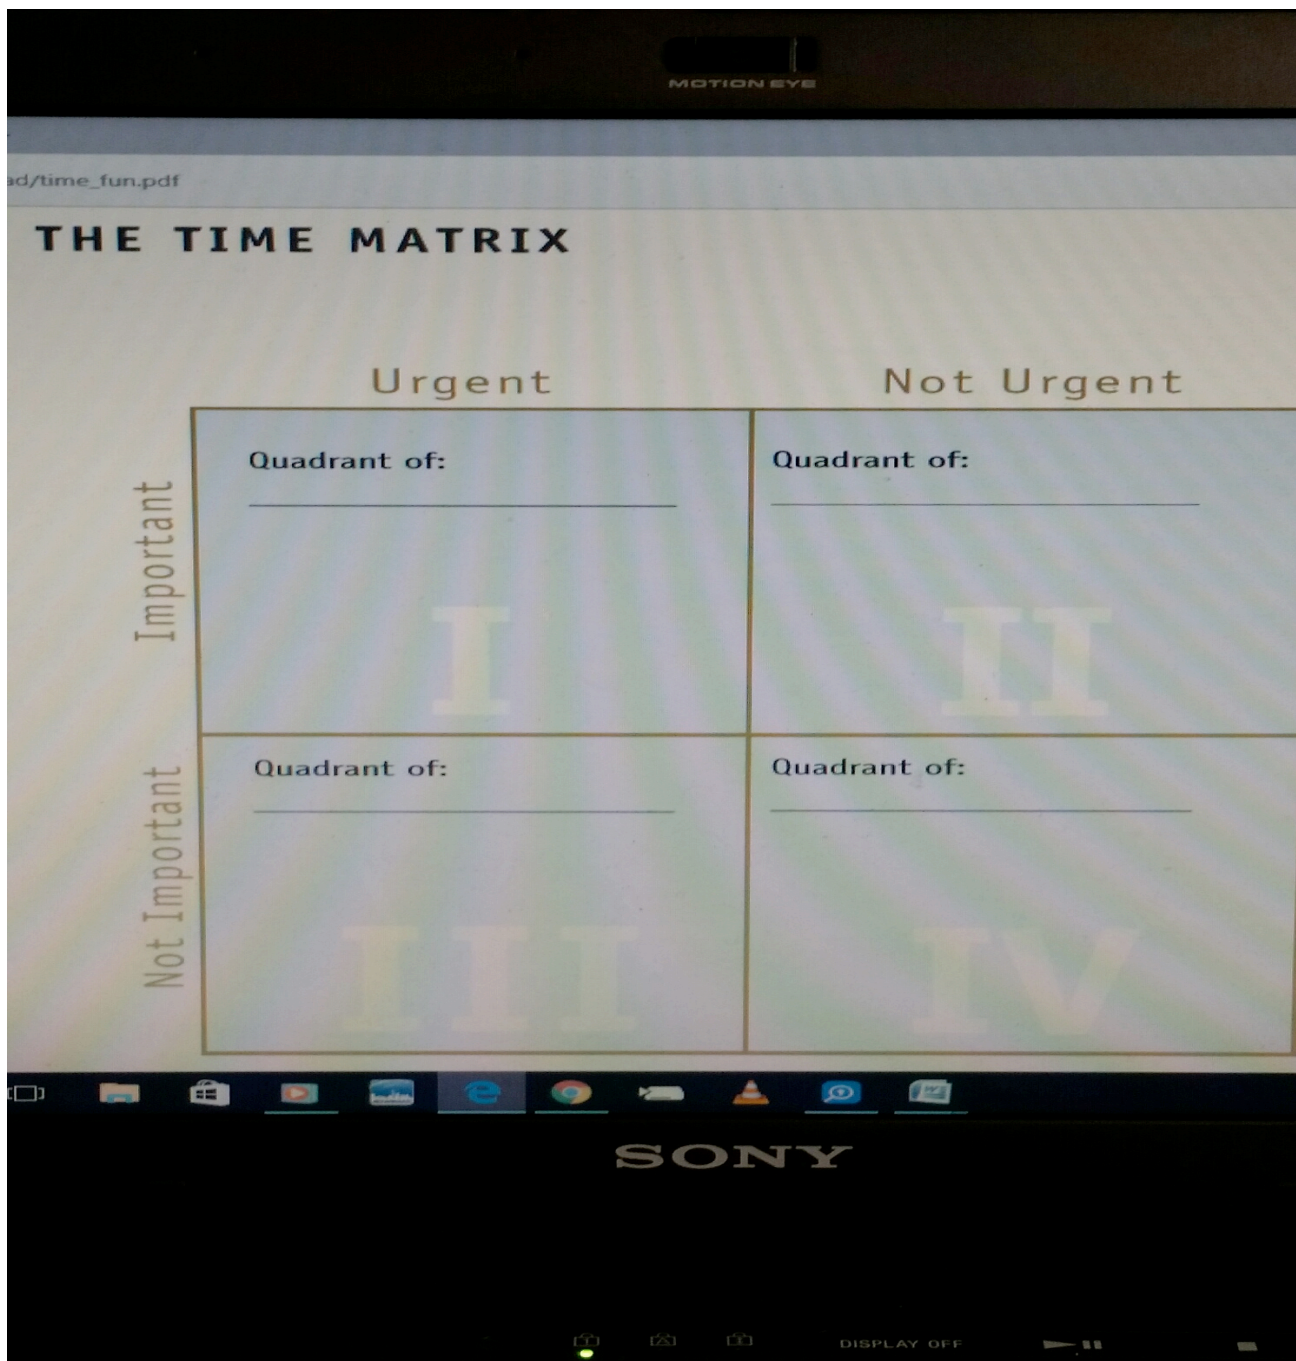 MOTION EYE
ad/time_fun.pdf
THE TIME MATRIX
Urgent Not Urgent
Important
Quadrant of: Quadrant of:
I II
Not Important
Quadrant of: Quadrant of:
III IV
SONY
DISPLAY OFF